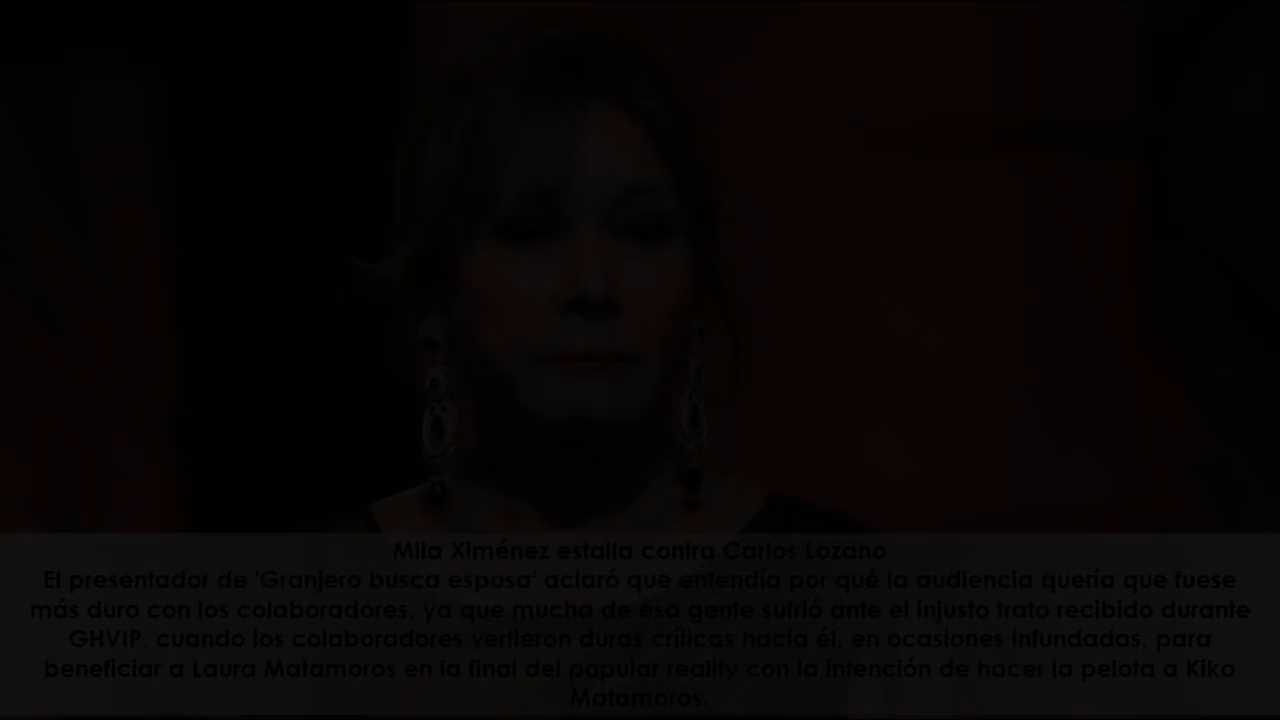 Mila Ximénez estalla contra Carlos Lozano
El presentador de 'Granjero busca esposa' aclaró que entendía por qué la audiencia quería que fuese
más duro con los colaboradores, ya que mucha de esa gente sufrió ante el injusto trato recibido durante
GHVIP, cuando los colaboradores vertieron duras críticas hacia él, en ocasiones infundadas, para
beneficiar a Laura Matamoros en la final del popular reality con la intención de hacer la pelota a Kiko
Matamoros.